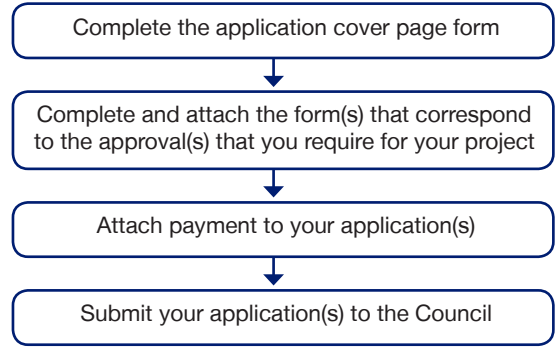 Complete the application cover page form
Complete and attach the form(s) that correspond
to the approval(s) that you require for your project
Attach payment to your application(s)
Submit your application(s) to the Council